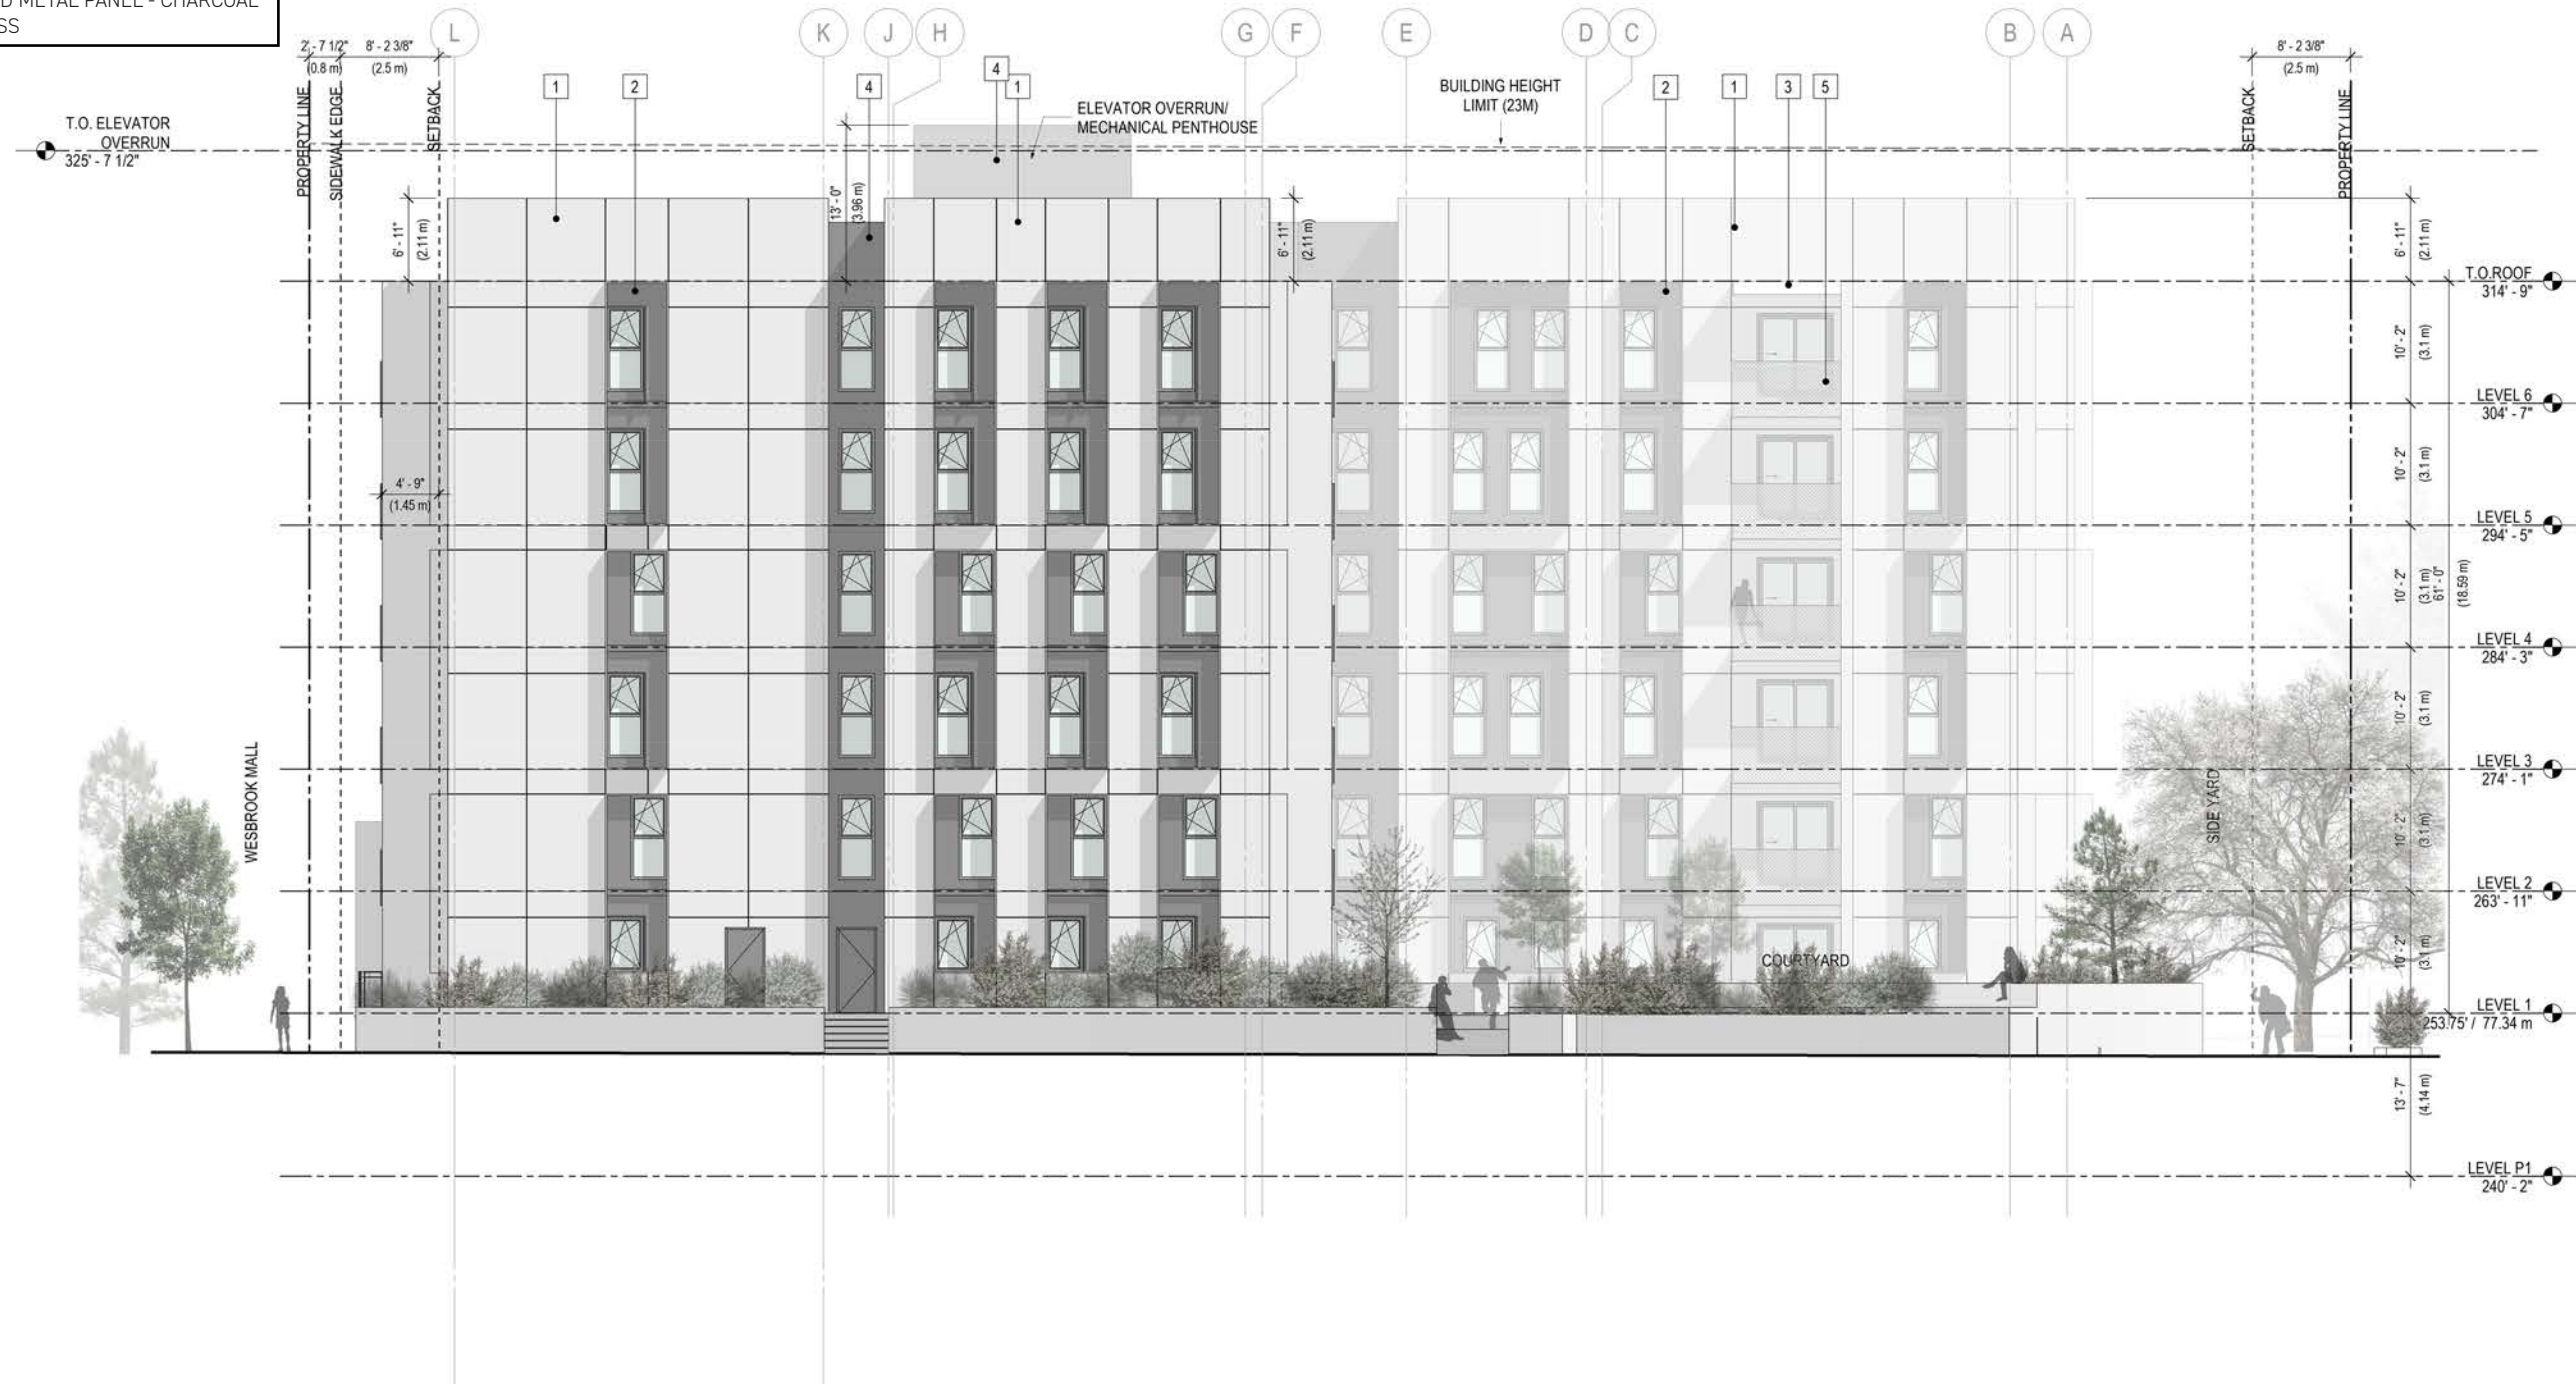 D METAL PANEL - CHARCOAL
SS
L
K
J
H
G
F
E
D
C
B
A
2' - 7 1/2"
(0.8 m)
8' - 2 3/8"
(2.5 m)
8' - 2 3/8"
(2.5 m)
PROPERTY LINE
SIDEWALK EDGE
SETBACK
1
2
4
4
1
ELEVATOR OVERRUN/
MECHANICAL PENTHOUSE
BUILDING HEIGHT
LIMIT (23M)
2
1
3
5
SETBACK
PROPERTY LINE
T.O. ELEVATOR
OVERRUN
325' - 7 1/2"
6' - 11"
(2.11 m)
13' - 0"
(3.96 m)
6' - 11"
(2.11 m)
6' - 11"
(2.11 m)
T.O.ROOF
314' - 9"
10' - 2"
(3.1 m)
LEVEL 6
304' - 7"
10' - 2"
(3.1 m)
4' - 9"
(1.45 m)
LEVEL 5
294' - 5"
10' - 2"
(3.1 m)
61' - 0"
(18.59 m)
LEVEL 4
284' - 3"
10' - 2"
(3.1 m)
LEVEL 3
274' - 1"
WESBROOK MALL
SIDE YARD
10' - 2"
(3.1 m)
LEVEL 2
263' - 11"
10' - 2"
(3.1 m)
COURTYARD
LEVEL 1
253.75' / 77.34 m
13' - 7"
(4.14 m)
LEVEL P1
240' - 2"